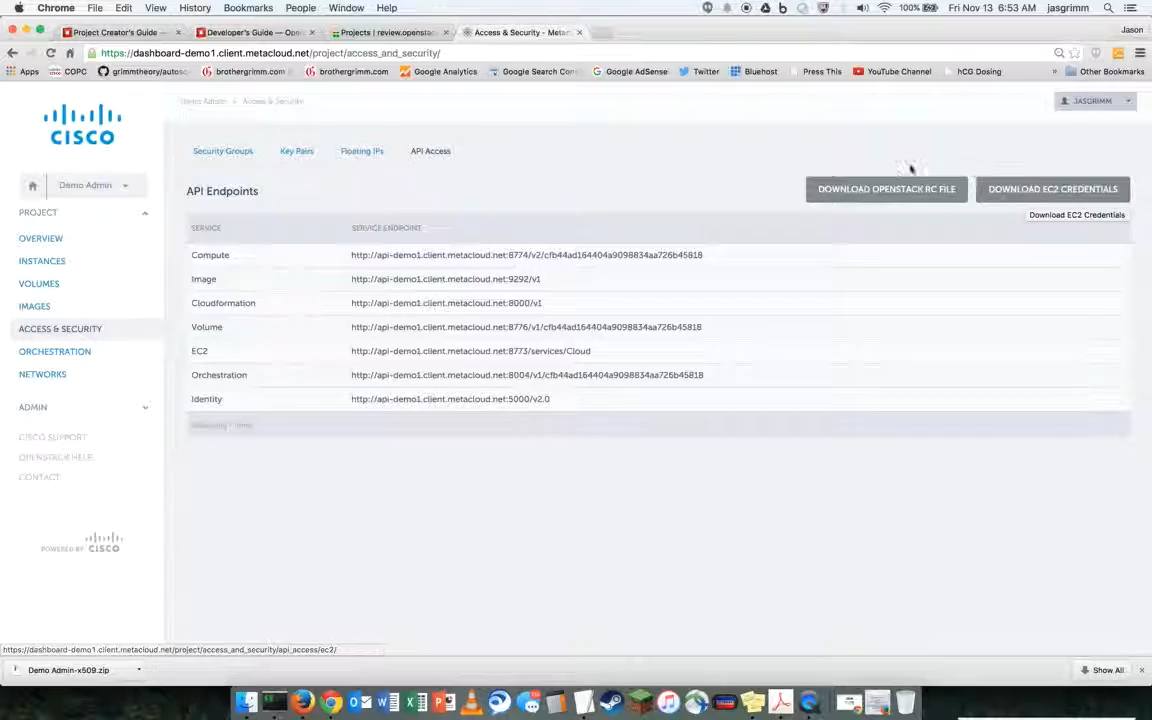 Chrome File Edit View History Bookmarks People Window Help 100% Fri Nov 13 6:53 AM jasgrimm
Project Creator's Guide — Developer's Guide — Open Projects | review.openstac Access & Security - Meta Jason
https://dashboard-demo1.client.metacloud.net/project/access_and_security/
Apps COPC grimmtheory/autosc brothergrimm.com brothergrimm.com Google Analytics Google Search Con Google AdSense Twitter Bluehost Press This YouTube Channel hCG Dosing » Other Bookmarks
CISCO
Demo Admin Access & Security
JASGRIMM
Security Groups Key Pairs Floating IPs API Access
Demo Admin
API Endpoints
DOWNLOAD OPENSTACK RC FILE DOWNLOAD EC2 CREDENTIALS
Download EC2 Credentials
PROJECT
OVERVIEW
INSTANCES
VOLUMES
IMAGES
ACCESS & SECURITY
ORCHESTRATION
NETWORKS
ADMIN
CISCO SUPPORT
OPENSTACK HELP
CONTACT
POWERED BY CISCO
SERVICE SERVICE ENDPOINT
Compute http://api-demo1.client.metacloud.net:8774/v2/cfb44ad164404a9098834aa726b45818
Image http://api-demo1.client.metacloud.net:9292/v1
Cloudformation http://api-demo1.client.metacloud.net:8000/v1
Volume http://api-demo1.client.metacloud.net:8776/v1/cfb44ad164404a9098834aa726b45818
EC2 http://api-demo1.client.metacloud.net:8773/services/Cloud
Orchestration http://api-demo1.client.metacloud.net:8004/v1/cfb44ad164404a9098834aa726b45818
Identity http://api-demo1.client.metacloud.net:5000/v2.0
https://dashboard-demo1.client.metacloud.net/project/access_and_security/api_access/ec2/
Demo Admin-x509.zip
Show All